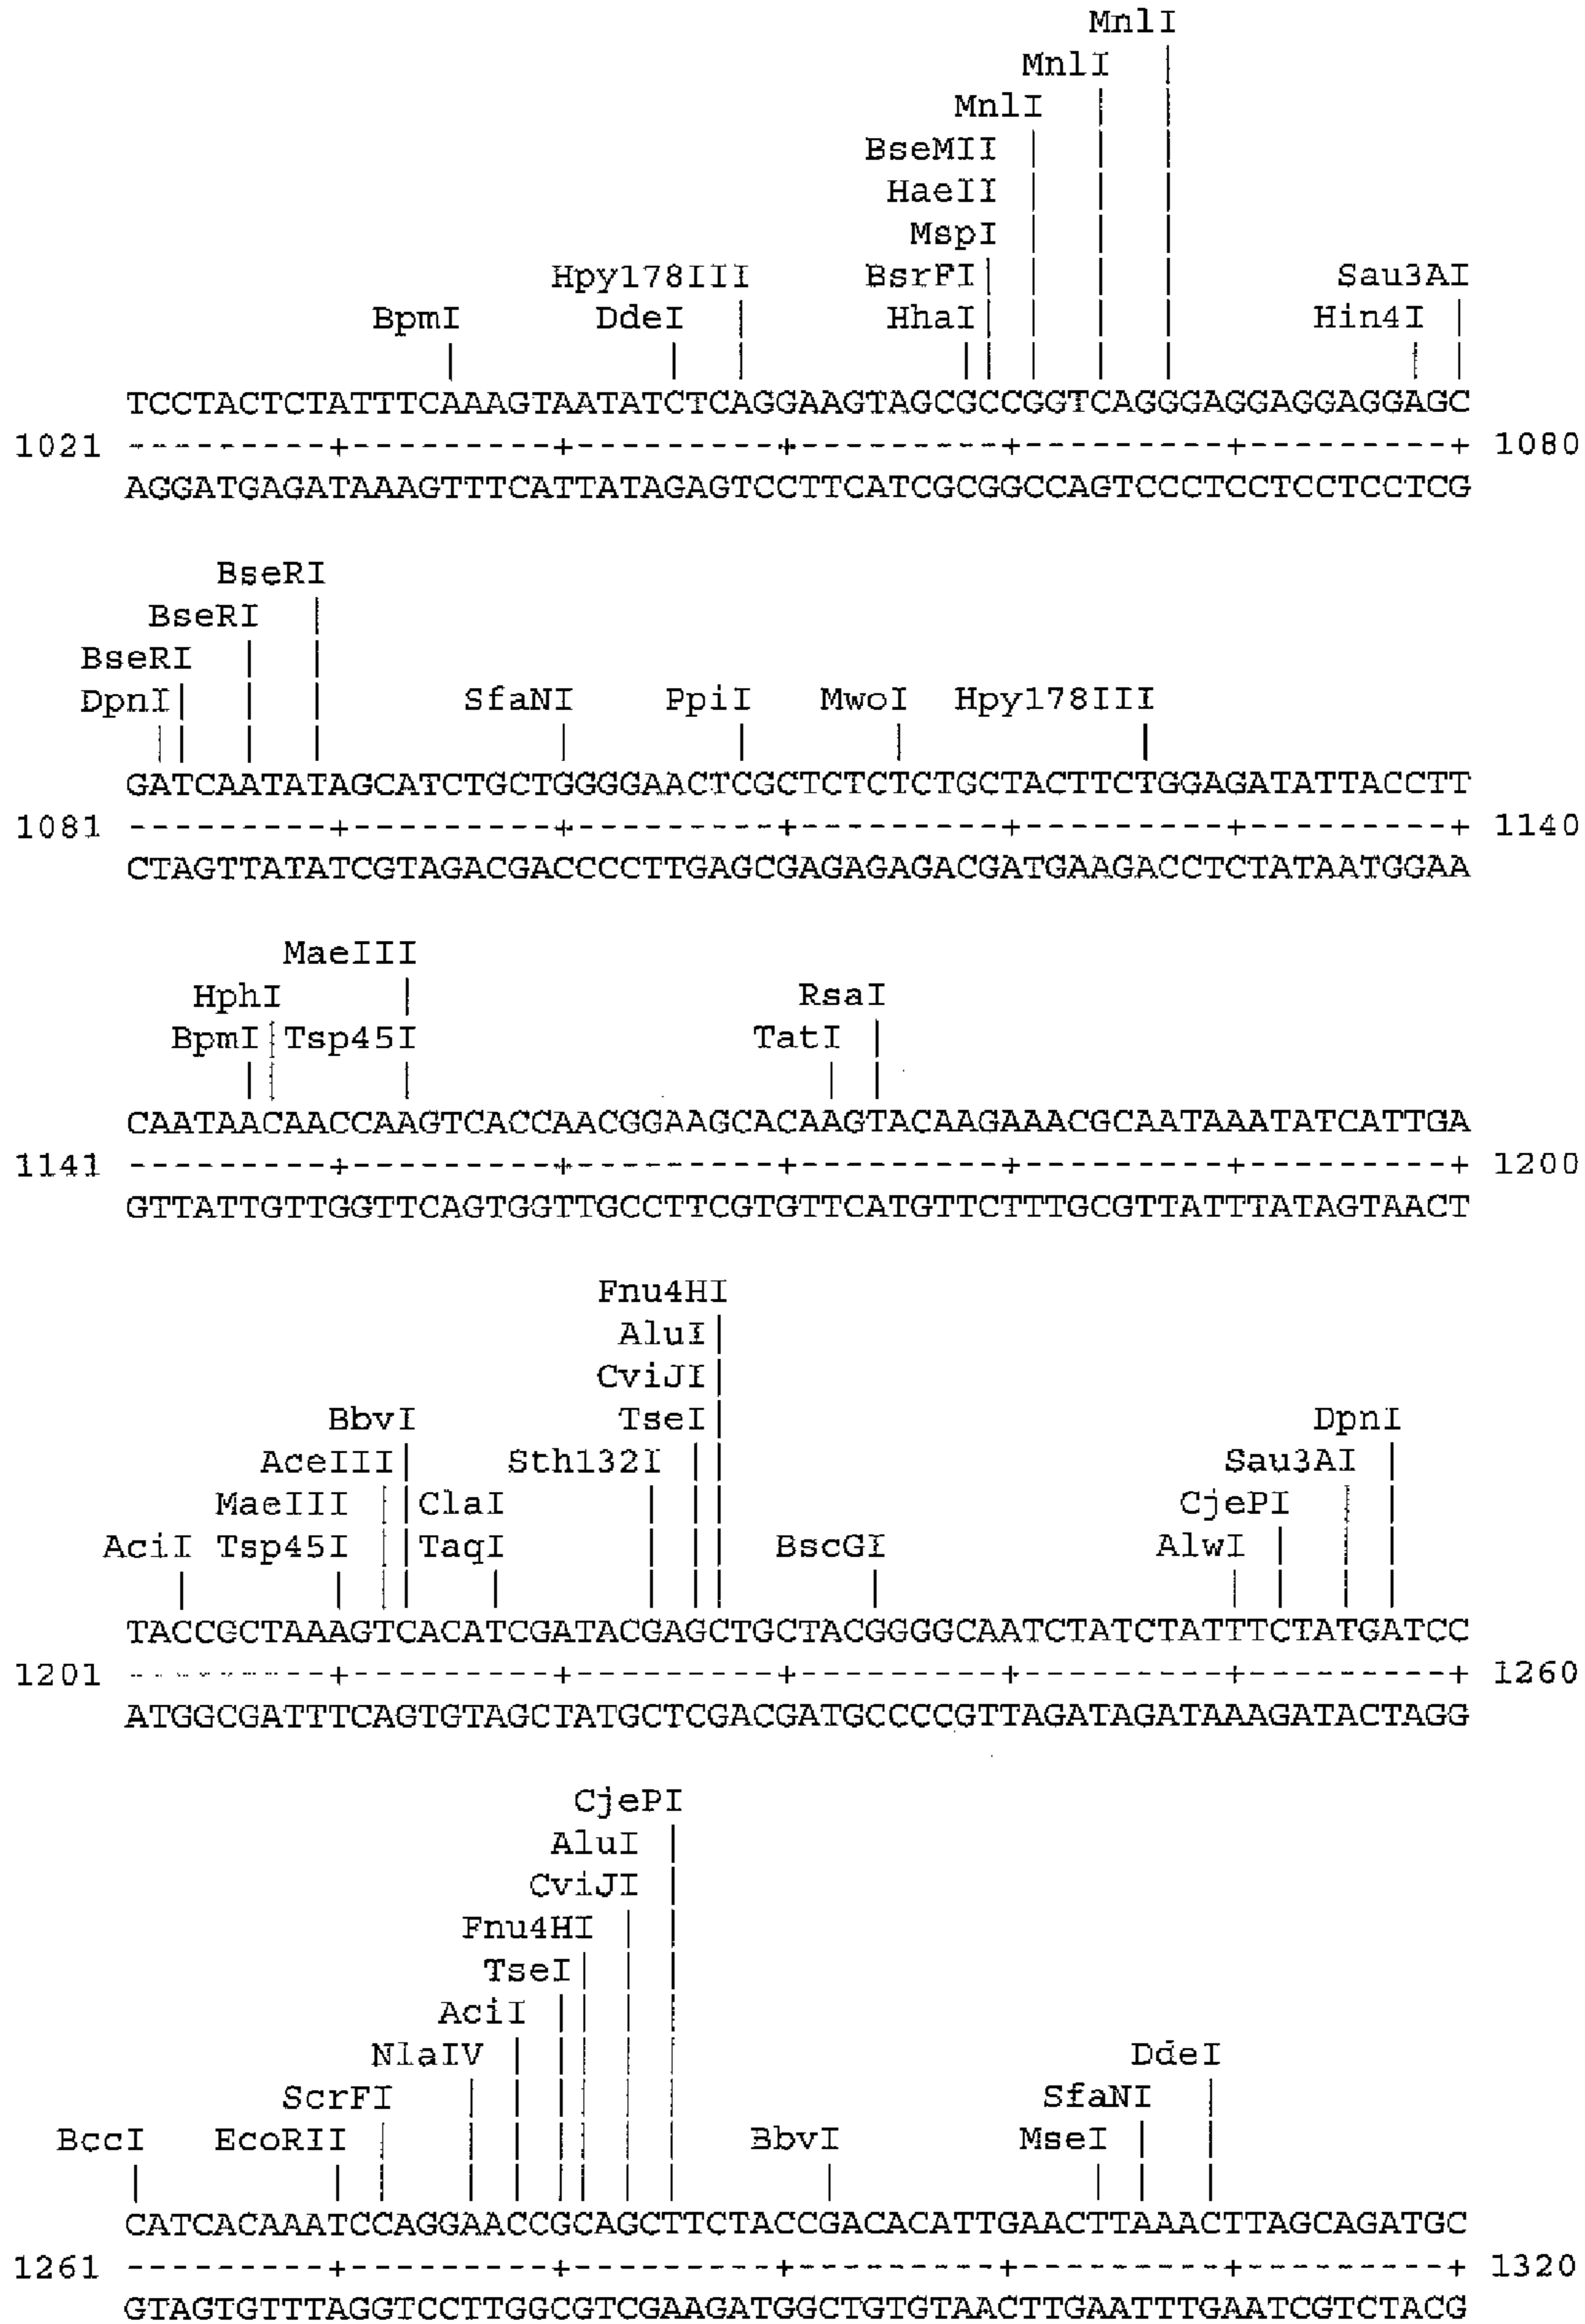 MnlI
MnlI
MnlI
BseMII
HaeII
MspI
Hpy178III BsrFI Sau3AI
BpmI DdeI HhaI Hin4I
TCCTACTCTATTTCAAAGTAATATCTCAGGAAGTAGCGCCGGTCAGGGAGGAGGAGGAGC
1021 ---------+---------+---------+---------+---------+---------+ 1080
AGGATGAGATAAAGTTTCATTATAGAGTCCTTCATCGCGGCCAGTCCCTCCTCCTCCTCG
BseRI
BseRI
BseRI
DpnI SfaNI PpiI MwoI Hpy178III
GATCAATATAGCATCTGCTGGGGAACTCGCTCTCTCTGCTACTTCTGGAGATATTACCTT
1081 ---------+---------+---------+---------+---------+---------+ 1140
CTAGTTATATCGTAGACGACCCCTTGAGCGAGAGAGACGATGAAGACCTCTATAATGGAA
MaeIII
HphI RsaI
BpmI Tsp45I TatI
CAATAACAACCAAGTCACCAACGGAAGCACAAGTACAAGAAACGCAATAAATATCATTGA
1141 ---------+---------+---------+---------+---------+---------+ 1200
GTTATTGTTGGTTCAGTGGTTGCCTTCGTGTTCATGTTCTTTGCGTTATTTATAGTAACT
Fnu4HI
AluI
CviJI
BbvI TseI DpnI
AceIII Sth132I Sau3AI
MaeIII ClaI CjePI
AciI Tsp45I TaqI BscGI AlwI
TACCGCTAAAGTCACATCGATACGAGCTGCTACGGGGCAATCTATCTATTTCTATGATCC
1201 ---------+---------+---------+---------+---------+---------+ 1260
ATGGCGATTTCAGTGTAGCTATGCTCGACGATGCCCCGTTAGATAGATAAAGATACTAGG
CjePI
AluI
CviJI
Fnu4HI
TseI
AciI
NlaIV DdeI
ScrFI SfaNI
BccI EcoRII BbvI MseI
CATCACAAATCCAGGAACCGCAGCTTCTACCGACACATTGAACTTAAACTTAGCAGATGC
1261 ---------+---------+---------+---------+---------+---------+ 1320
GTAGTGTTTAGGTCCTTGGCGTCGAAGATGGCTGTGTAACTTGAATTTGAATCGTCTACG